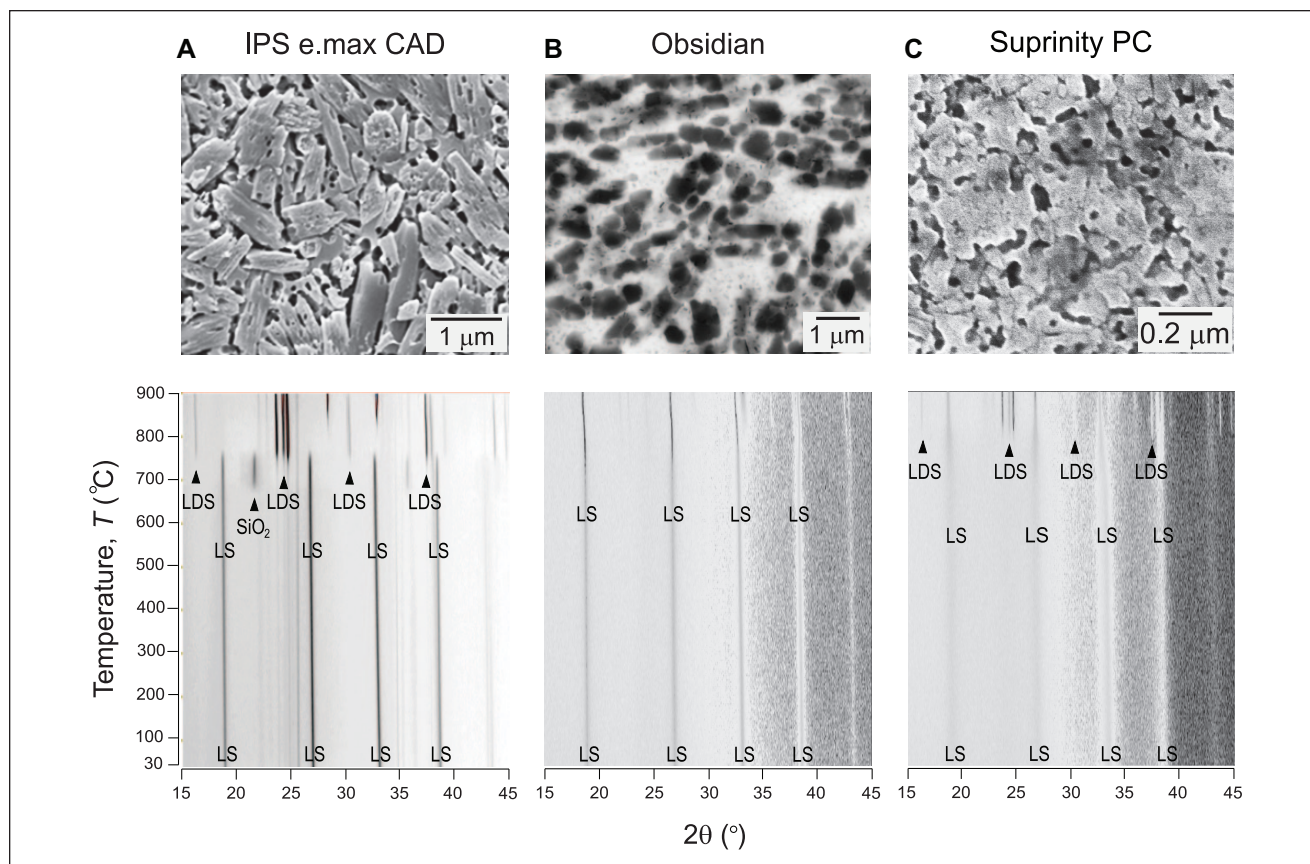 A IPS e.max CAD
B Obsidian
C Suprinity PC
1 μm
1 μm
0.2 μm
Temperature, T (°C)
900
800
700
600
500
400
300
200
100
30
LDS
SiO₂
LDS
LDS
LDS
LS
LS
LS
LS
LS
LS
LS
LS
15 20 25 30 35 40 45
LS
LS
LS
LS
LS
LS
LS
LS
15 20 25 30 35 40 45
LDS
LDS
LDS
LDS
LS
LS
LS
LS
LS
LS
LS
LS
15 20 25 30 35 40 45
2θ (°)